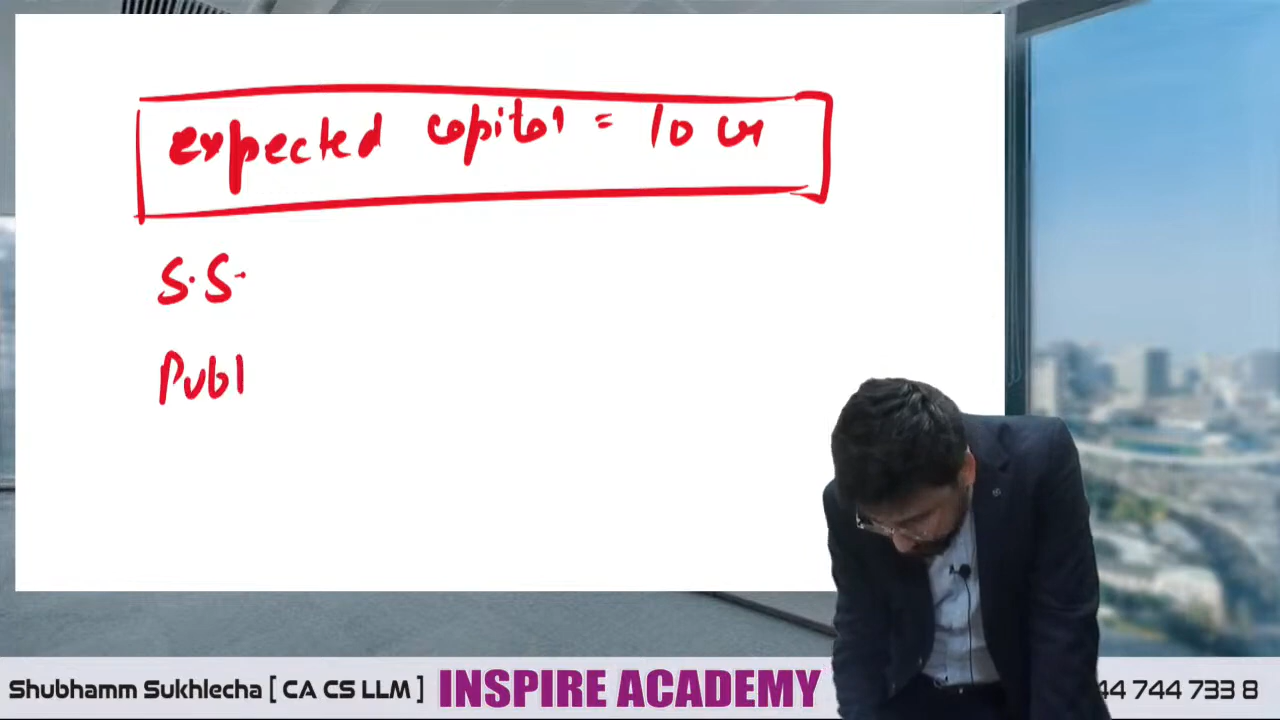 expected capital = 10 cr
S.S.
Publ
Shubhamm Sukhlecha [ CA CS LLM ] INSPIRE ACADEMY 44 744 733 8